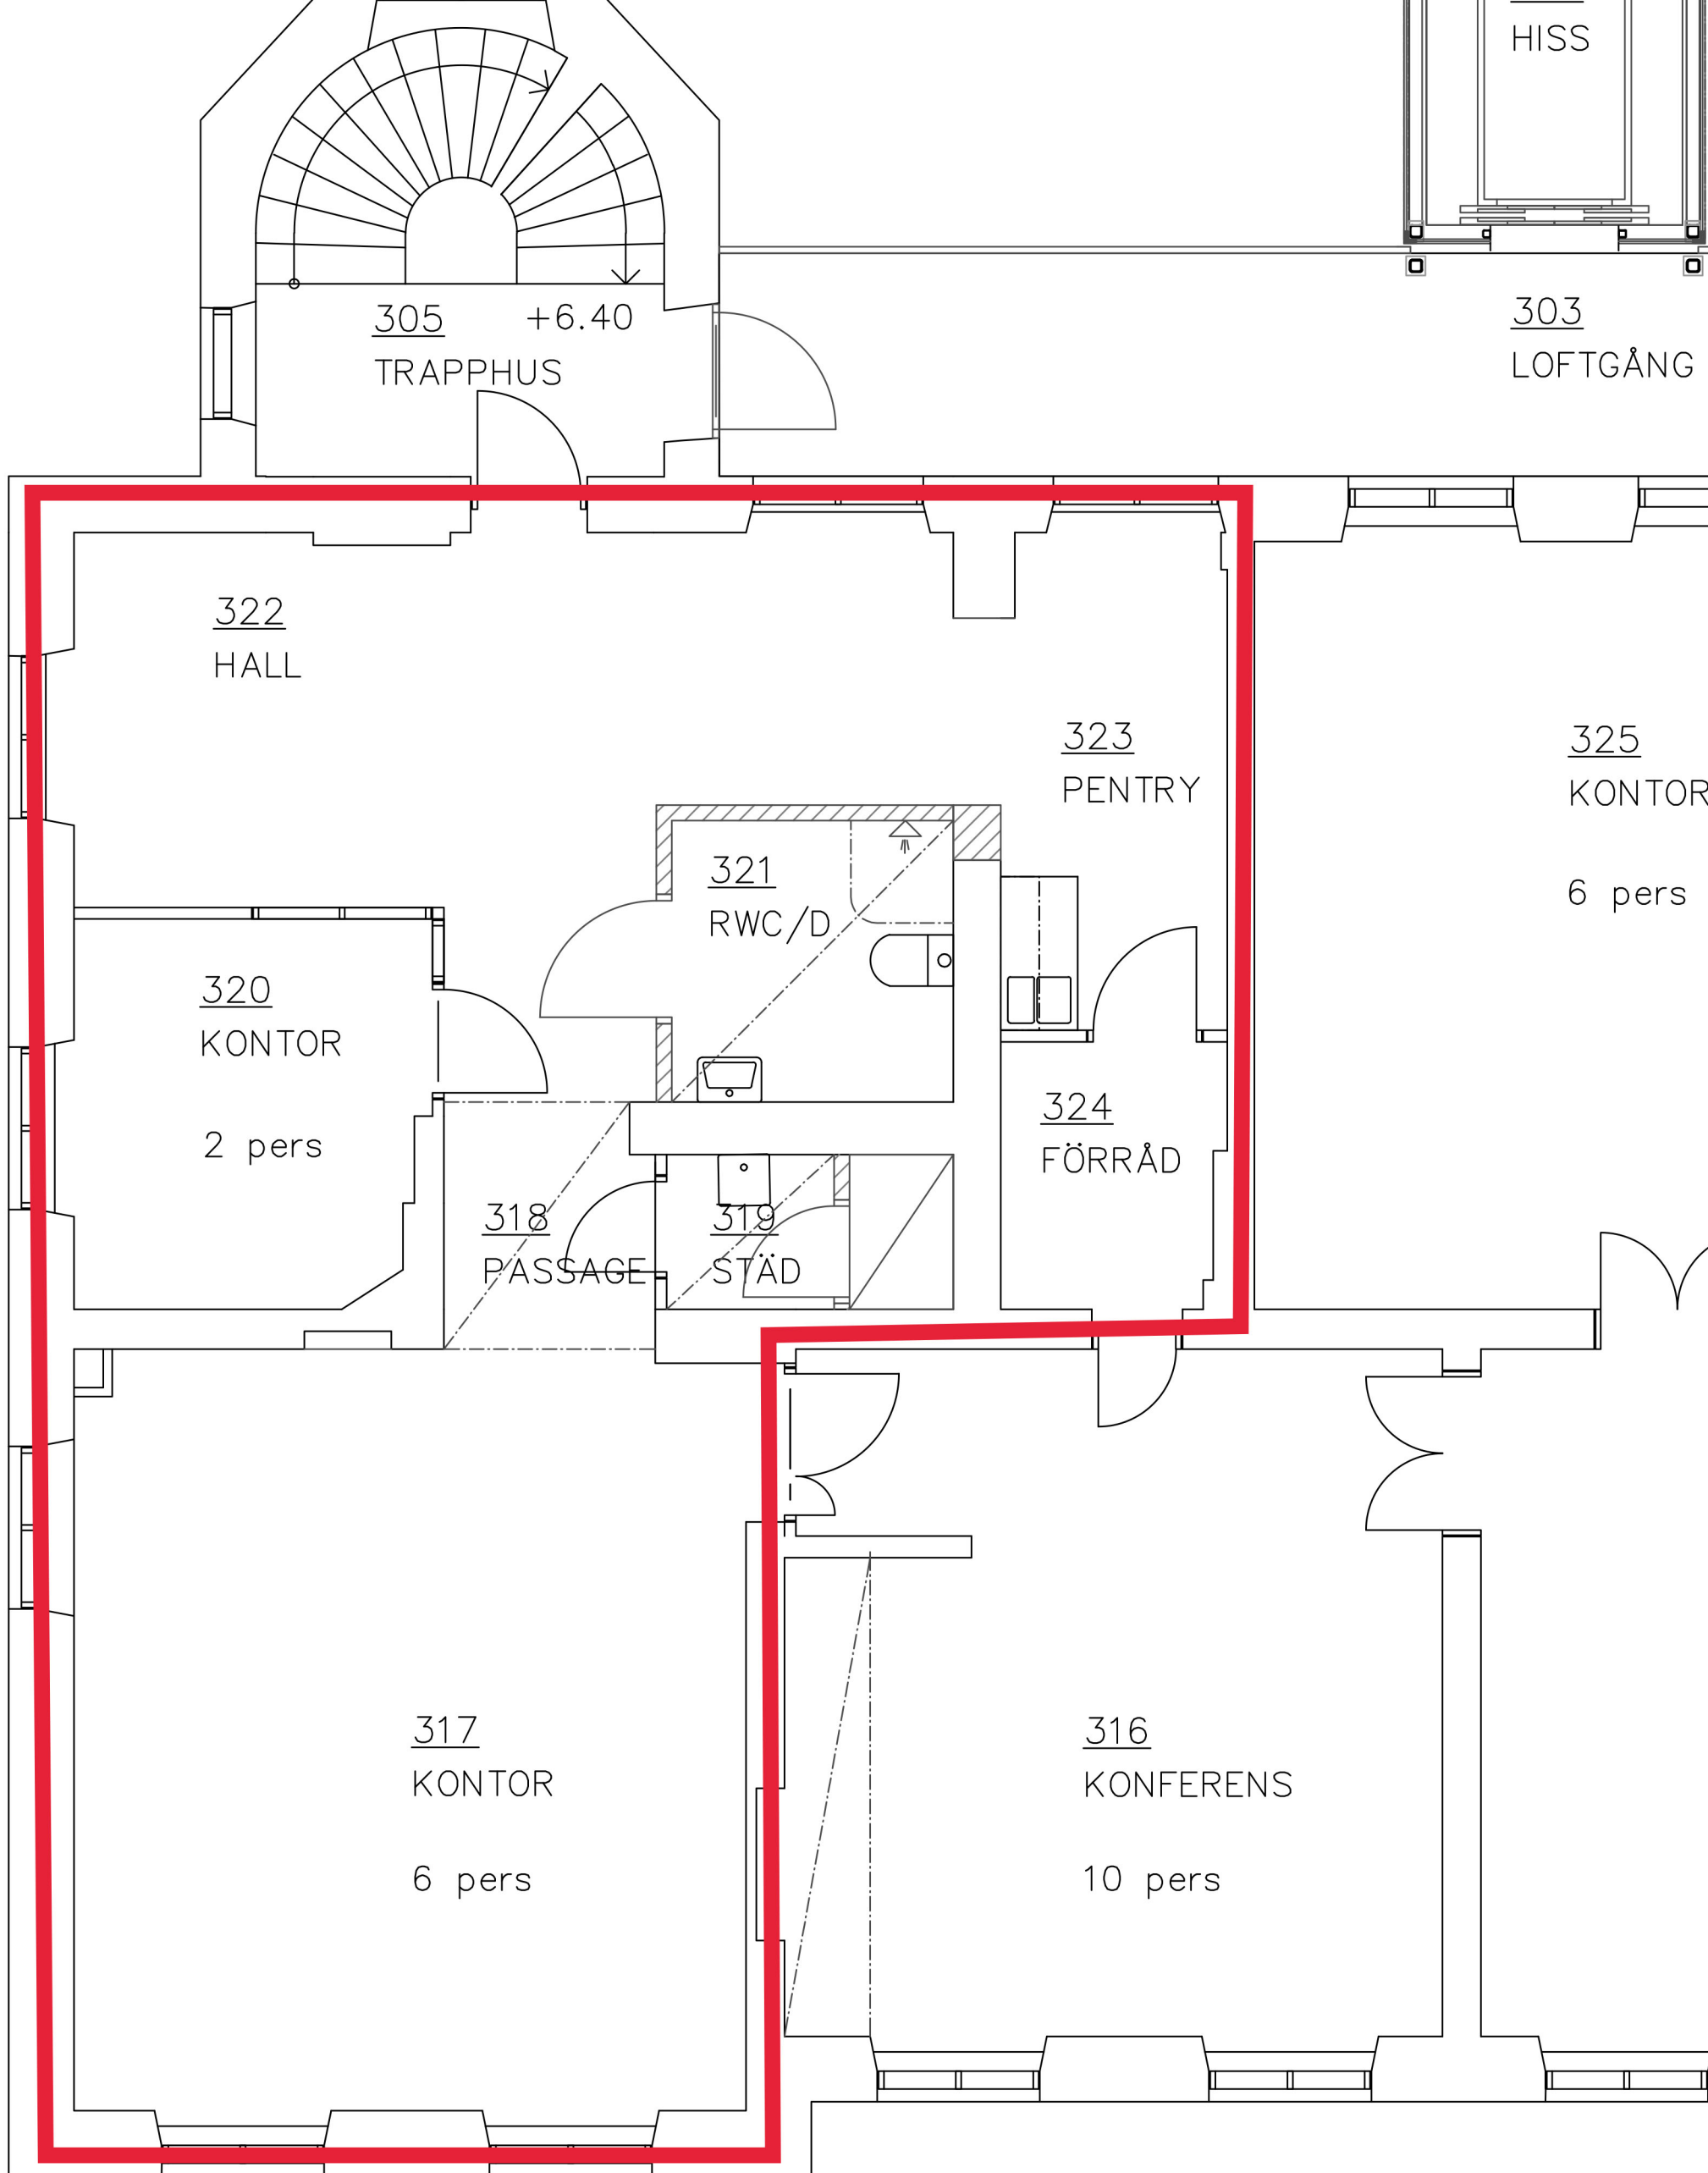 HISS
305 +6.40
TRAPPHUS
303
LOFTGÅNG
322
HALL
323
PENTRY
325
KONTOR
6 pers
321
RWC/D
320
KONTOR
2 pers
324
FÖRRÅD
318
PASSAGE
319
STÄD
317
KONTOR
6 pers
316
KONFERENS
10 pers